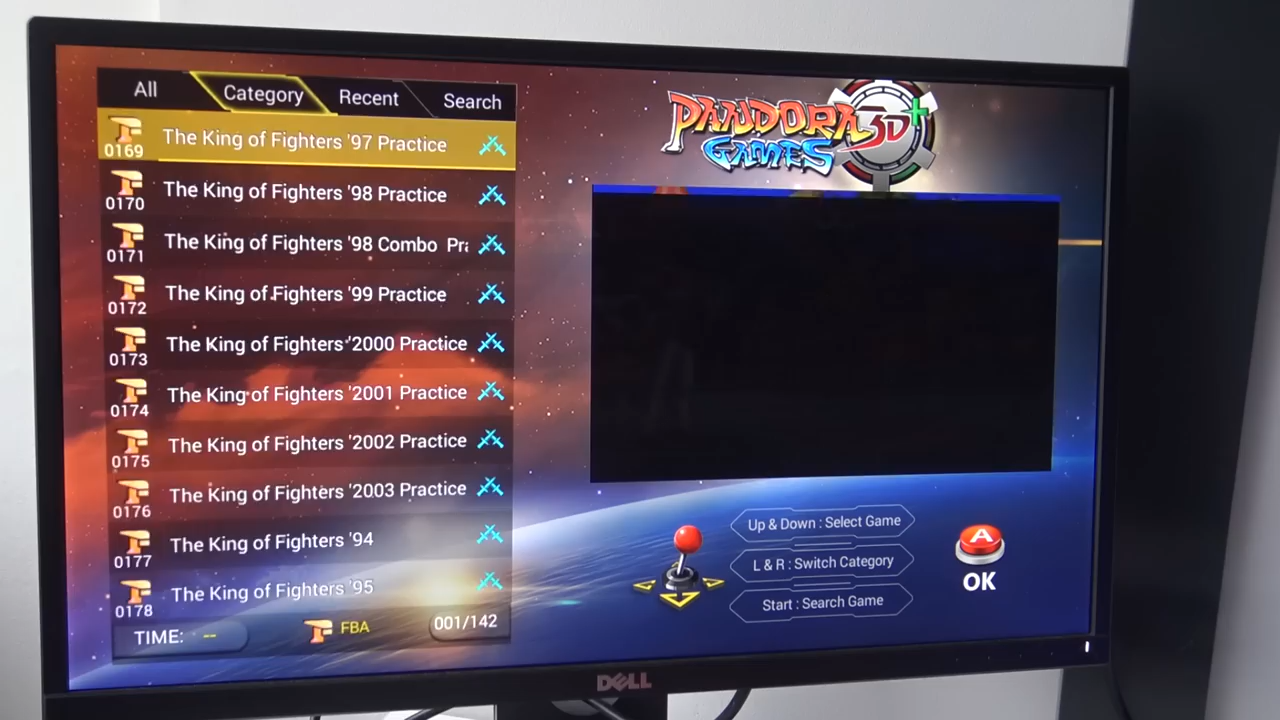 All Category Recent Search
PANDORA 3D+
GAMES
0169 The King of Fighters '97 Practice
0170 The King of Fighters '98 Practice
0171 The King of Fighters '98 Combo Pra
0172 The King of Fighters '99 Practice
0173 The King of Fighters '2000 Practice
0174 The King of Fighters '2001 Practice
0175 The King of Fighters '2002 Practice
0176 The King of Fighters '2003 Practice
0177 The King of Fighters '94
0178 The King of Fighters '95
TIME: -- FBA 001/142
Up & Down : Select Game
L & R : Switch Category
Start : Search Game
A
OK
DELL